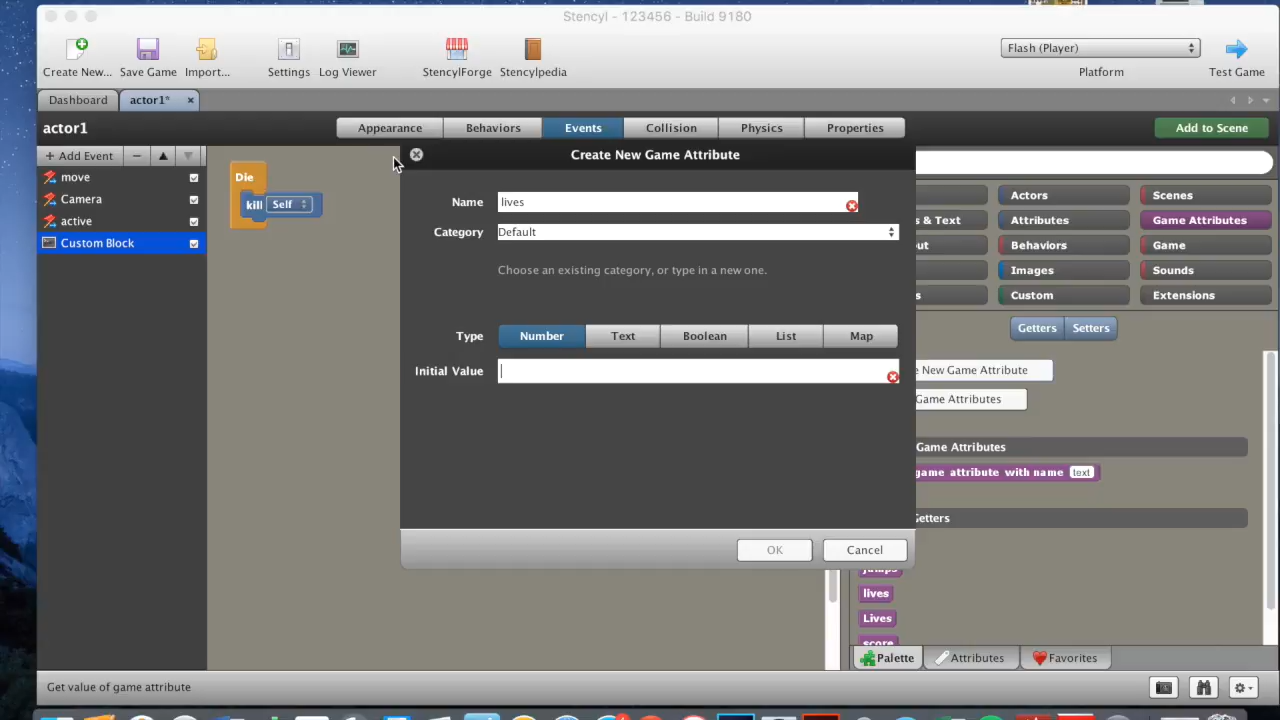 Stencyl - 123456 - Build 9180
Create New... Save Game Import... Settings Log Viewer StencylForge Stencylpedia
Flash (Player)
Platform
Test Game
Dashboard
actor1*
actor1
Appearance Behaviors Events Collision Physics Properties
Add to Scene
+ Add Event
move
Camera
active
Custom Block
Die
kill Self
Create New Game Attribute
Name lives
Category Default
Choose an existing category, or type in a new one.
Type Number Text Boolean List Map
Initial Value
OK Cancel
Actors Scenes
s & Text Attributes Game Attributes
out Behaviors Game
Images Sounds
s Custom Extensions
Getters Setters
e New Game Attribute
Game Attributes
Game Attributes
game attribute with name text
Getters
jumps
lives
Lives
score
Palette Attributes Favorites
Get value of game attribute